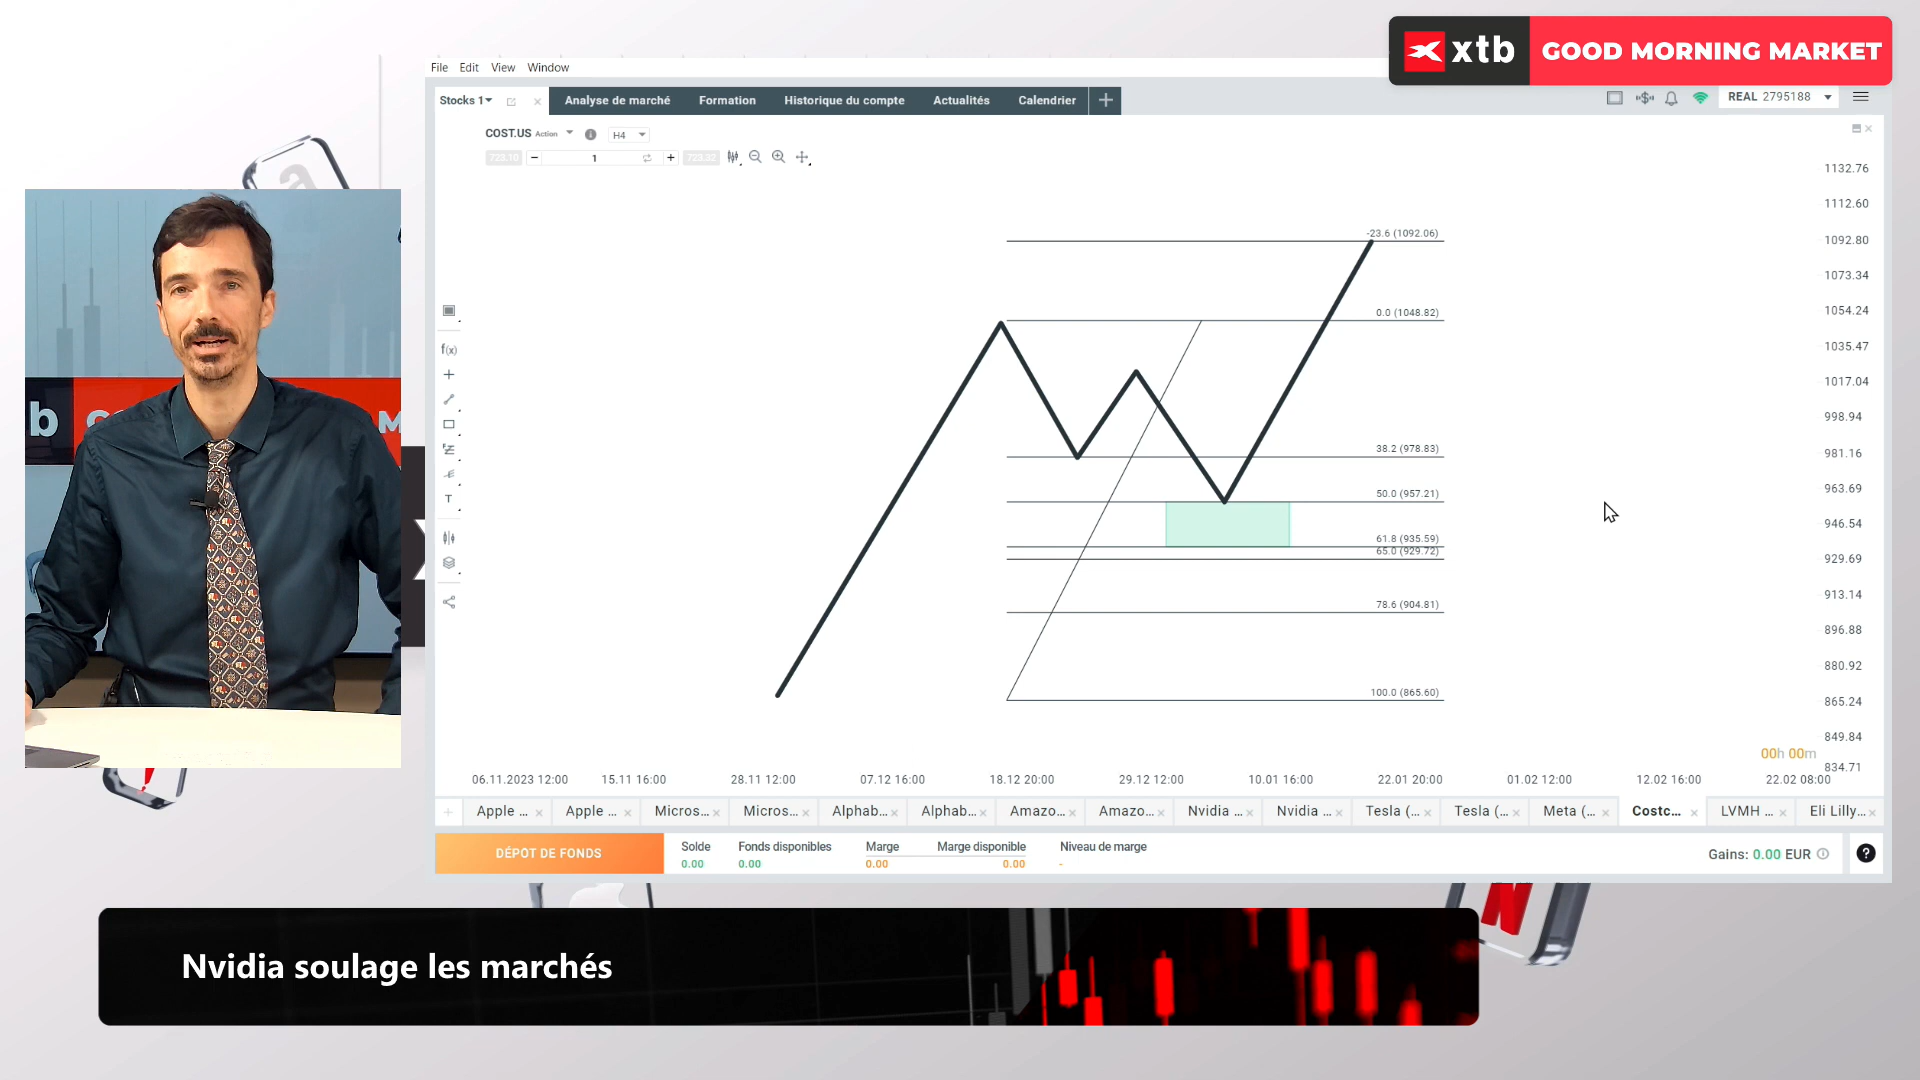 xtb GOOD MORNING MARKET
File Edit View Window
Stocks 1 Analyse de marché Formation Historique du compte Actualités Calendrier
REAL 2795188
COST.US Action H4
723.10 1 723.32
1132.76
1112.60
-23.6 (1092.06)
1092.80
1073.34
0.0 (1048.82)
1054.24
1035.47
1017.04
998.94
38.2 (978.83)
981.16
50.0 (957.21)
963.69
946.54
61.8 (935.59)
65.0 (929.72)
929.69
78.6 (904.81)
913.14
896.88
880.92
100.0 (865.60)
865.24
849.84
00h 00m
834.71
f(x)
T
b
06.11.2023 12:00 15.11 16:00 28.11 12:00 07.12 16:00 18.12 20:00 29.12 12:00 10.01 16:00 22.01 20:00 01.02 12:00 12.02 16:00 22.02 08:00
Apple ... Apple ... Micros... Micros... Alphab... Alphab... Amazo... Amazo... Nvidia ... Nvidia ... Tesla (... Tesla (... Meta (... Costc... LVMH ... Eli Lilly...
DÉPÔT DE FONDS
Solde Fonds disponibles Marge Marge disponible Niveau de marge
0.00 0.00 0.00 0.00 -
Gains: 0.00 EUR
Nvidia soulage les marchés